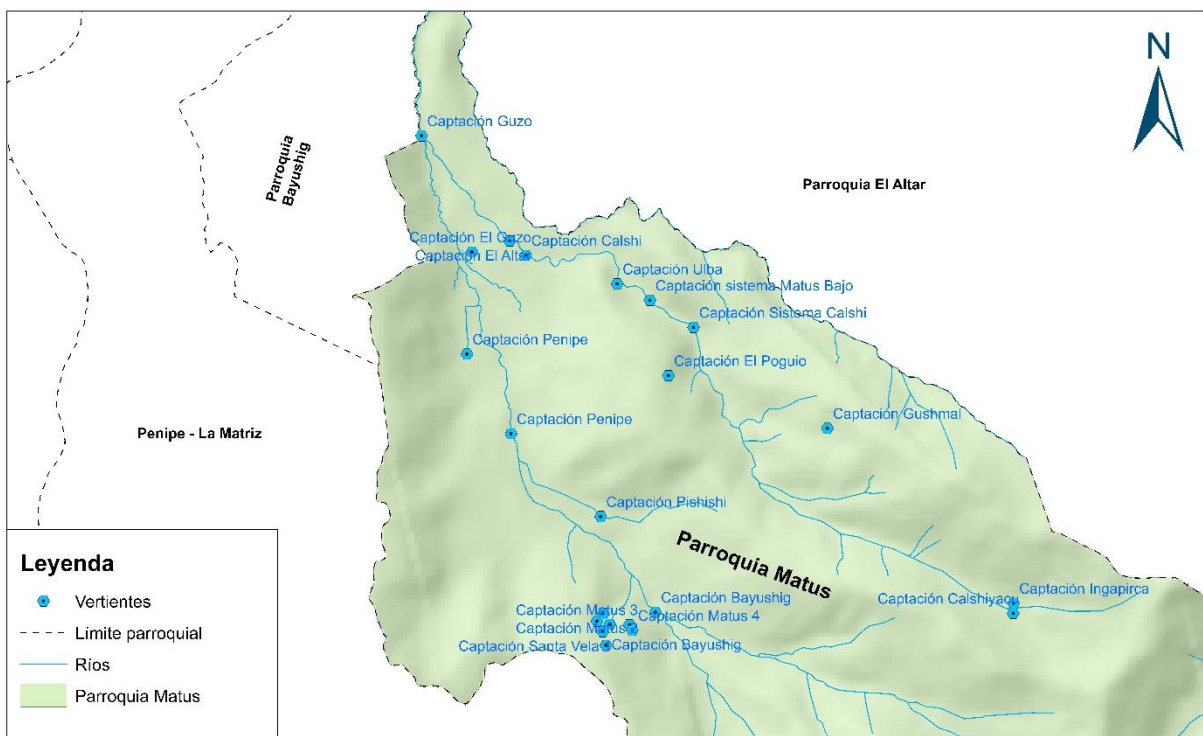 N
Captación Guzo
Parroquia
Bayushig
Parroquia El Altar
Captación El Guzo
Captación Calshi
Captación El Altar
Captación Ulba
Captación sistema Matus Bajo
Captación Sistema Calshi
Captación Penipe
Captación El Poguio
Captación Gushmal
Penipe - La Matriz
Captación Penipe
Captación Pishishi
Parroquia Matus
Captación Ingapirca
Captación Calshiyacu
Captación Bayushig
Captación Matus 3
Captación Matus 4
Captación Matus
Captación Santa Vela
Captación Bayushig
Leyenda
Vertientes
Límite parroquial
Ríos
Parroquia Matus